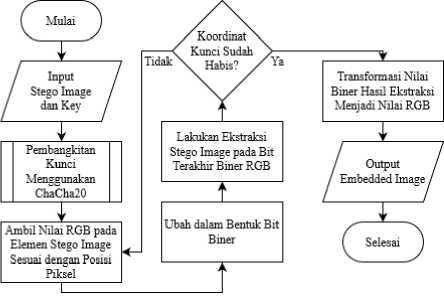 Mulai
Input
Stego Image
dan Key
Pembangkitan
Kunci
Menggunakan
ChaCha20
Ambil Nilai RGB pada
Elemen Stego Image
Sesuai dengan Posisi
Piksel
Ubah dalam Bentuk Bit
Biner
Lakukan Ekstraksi
Stego Image pada Bit
Terakhir Biner RGB
Koordinat
Kunci Sudah
Habis?
Tidak
Ya
Transformasi Nilai
Biner Hasil Ekstraksi
Menjadi Nilai RGB
Output
Embedded Image
Selesai